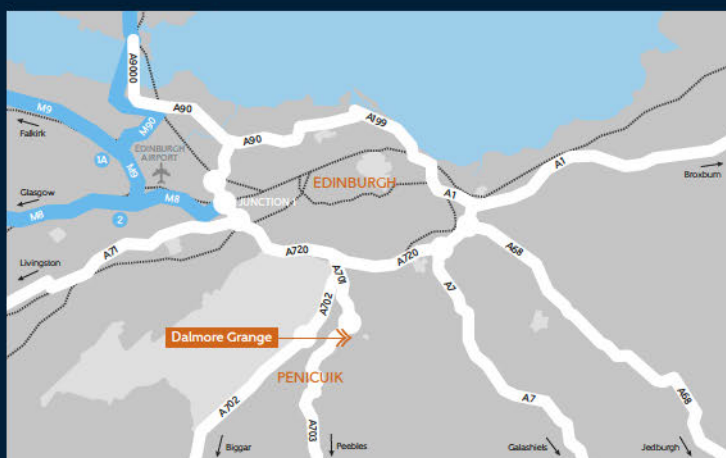 A9000
M9
A90
M90
Falkirk
A90
A199
1A
EDINBURGH
AIRPORT
M9
A1
Broxburn
Glasgow
EDINBURGH
A1
M8
M8
JUNCTION 1
2
A71
A720
A720
A68
Livingston
A701
A7
A702
Dalmore Grange
PENICUIK
A702
A7
A68
A703
Biggar
Peebles
Galashiels
Jedburgh